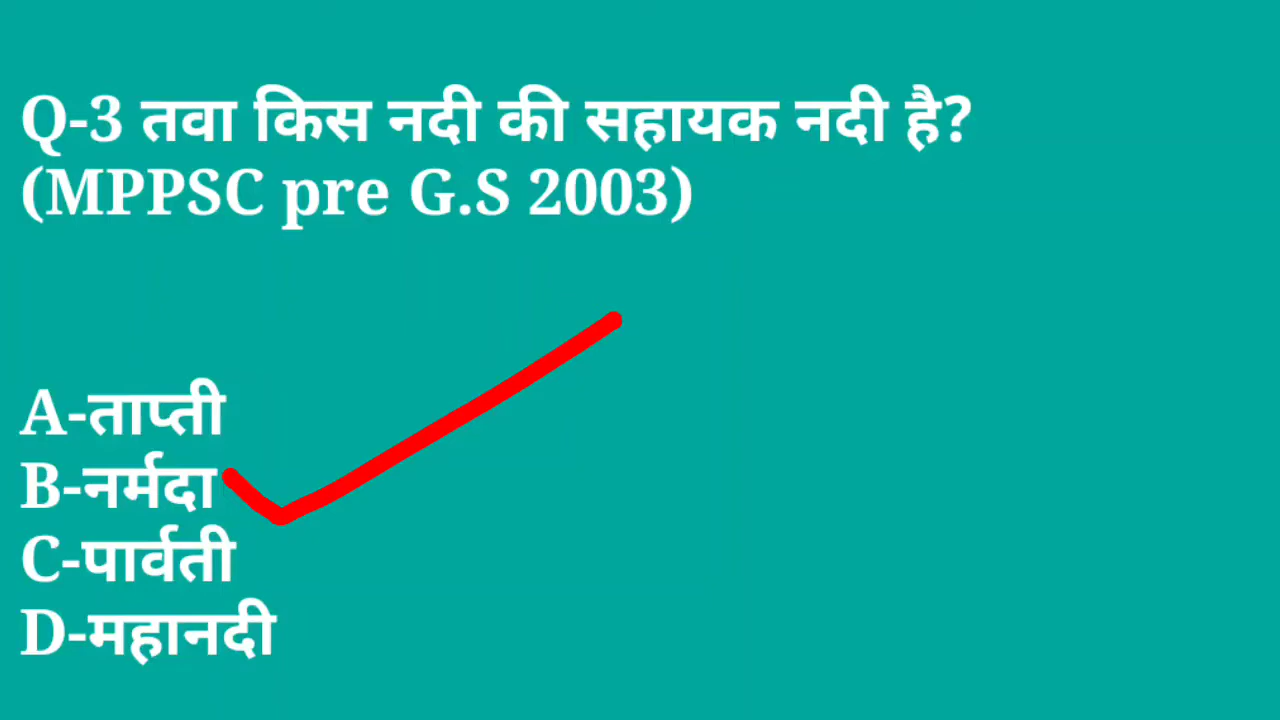 Q-3 तवा किस नदी की सहायक नदी है?
(MPPSC pre G.S 2003)
A-ताप्ती
B-नर्मदा
C-पार्वती
D-महानदी